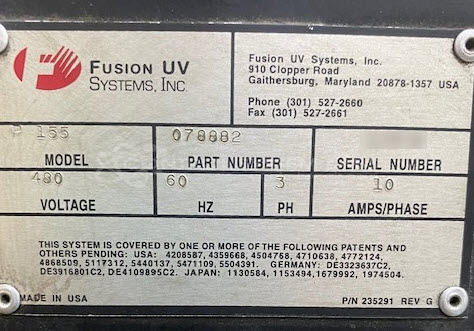 FUSION UV
SYSTEMS, INC.
Fusion UV Systems, Inc.
910 Clopper Road
Gaithersburg, Maryland 20878-1357 USA
Phone (301) 527-2660
Fax (301) 527-2661
P 155
078882
MODEL
PART NUMBER
SERIAL NUMBER
480
60
3
10
VOLTAGE
HZ
PH
AMPS/PHASE
THIS SYSTEM IS COVERED BY ONE OR MORE OF THE FOLLOWING PATENTS AND
OTHERS PENDING: USA: 4208587, 4359668, 4504768, 4710638, 4772124,
4868509, 5117312, 5440137, 5471109, 5504391. GERMANY: DE3323637C2,
DE3916801C2, DE4109895C2. JAPAN: 1130584, 1153494,1679992, 1974504.
MADE IN USA
P/N 235291 REV G